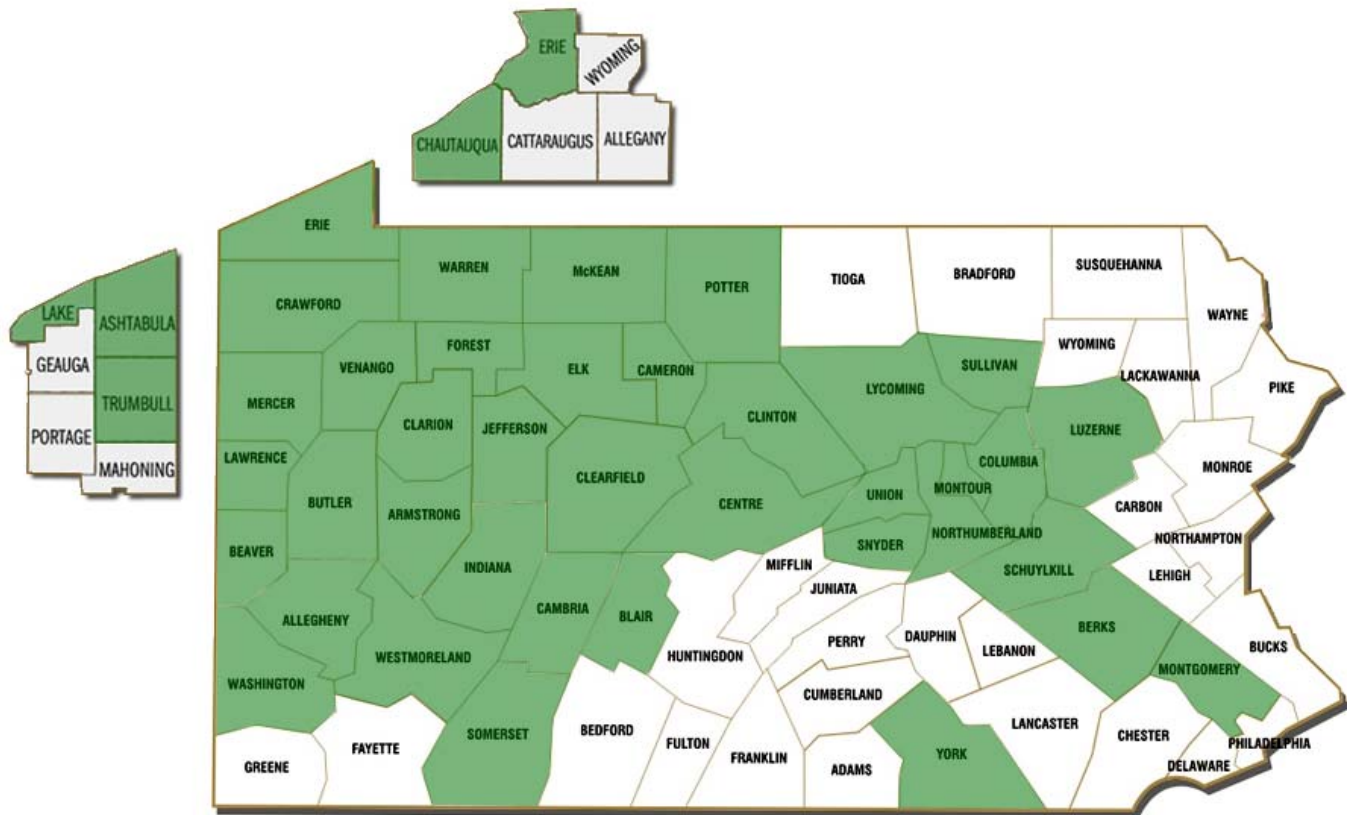 ERIE
WYOMING
CHAUTAUQUA
CATTARAUGUS
ALLEGANY
LAKE
ASHTABULA
GEAUGA
TRUMBULL
PORTAGE
MAHONING
ERIE
WARREN
McKEAN
POTTER
TIOGA
BRADFORD
SUSQUEHANNA
WAYNE
CRAWFORD
FOREST
VENANGO
ELK
CAMERON
LYCOMING
SULLIVAN
WYOMING
LACKAWANNA
PIKE
MERCER
CLARION
JEFFERSON
CLINTON
LUZERNE
LAWRENCE
CLEARFIELD
COLUMBIA
MONROE
BUTLER
ARMSTRONG
CENTRE
UNION
MONTOUR
CARBON
BEAVER
INDIANA
SNYDER
NORTHUMBERLAND
NORTHAMPTON
MIFFLIN
SCHUYLKILL
LEHIGH
JUNIATA
ALLEGHENY
CAMBRIA
BLAIR
BERKS
WESTMORELAND
HUNTINGDON
PERRY
DAUPHIN
LEBANON
BUCKS
WASHINGTON
CUMBERLAND
MONTGOMERY
SOMERSET
BEDFORD
LANCASTER
CHESTER
GREENE
FAYETTE
FULTON
FRANKLIN
ADAMS
YORK
PHILADELPHIA
DELAWARE